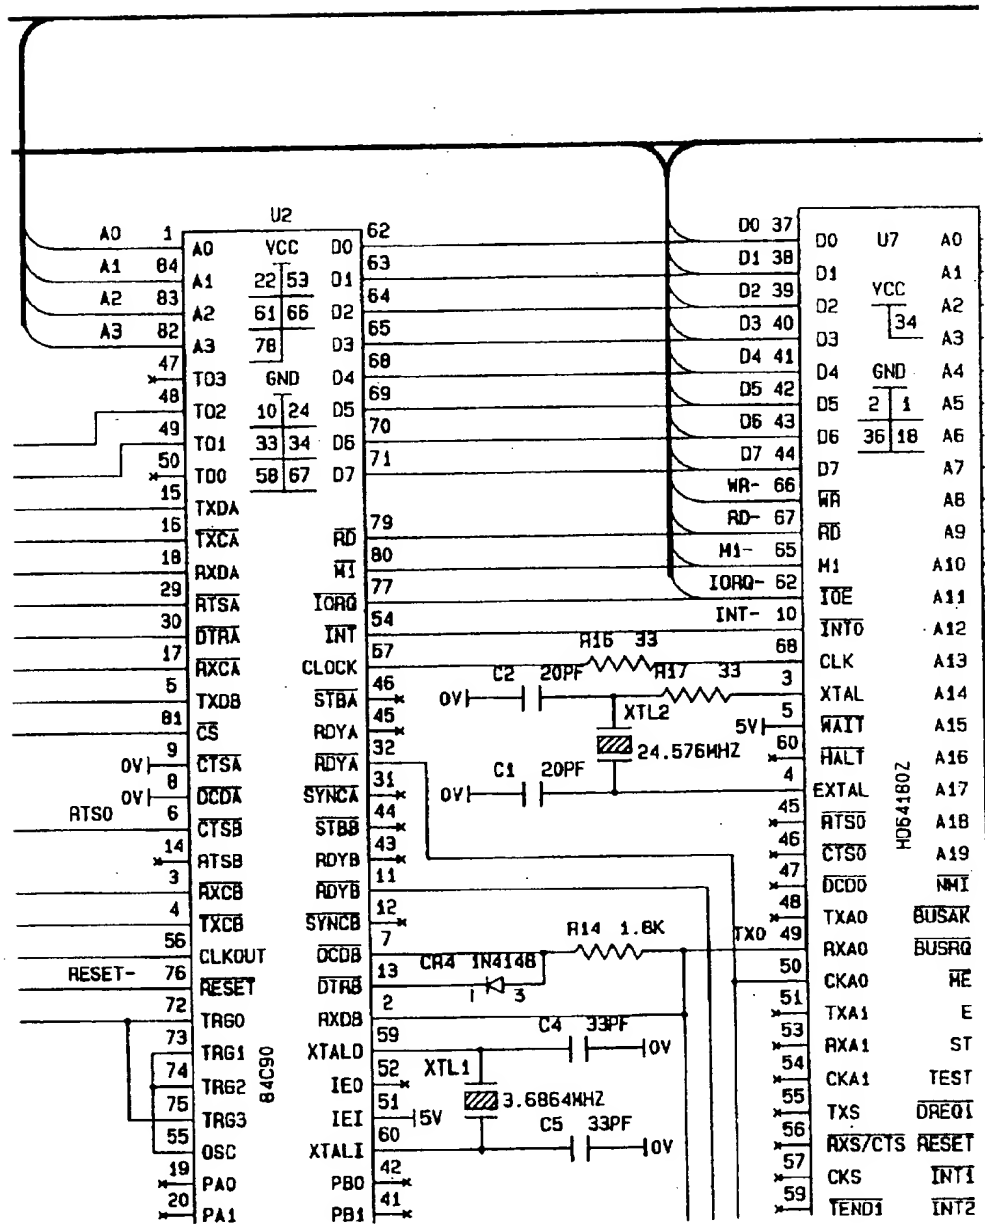 U2
A0 1 A0 VCC D0 62
A1 84 A1 22 53 D1 63
A2 83 A2 61 66 D2 64
A3 82 A3 78 D3 65
47 TO3 GND D4 68
48 TO2 10 24 D5 69
49 TO1 33 34 D6 70
50 TO0 58 67 D7 71
15 TXDA
16 TXCA RD 79
18 RXDA M1 80
29 RTSA IORQ 77
30 DTRA INT 54
17 RXCA CLOCK 57
5 TXDB STBA 46
81 CS RDYA 45
0V 9 CTSA RDYA 32
0V 8 DCDA SYNCA 31
RTS0 6 CTSB STBB 44
14 RTSB RDYB 43
3 RXCB RDYB 11
4 TXCB SYNCB 12
56 CLKOUT DCDB 7
RESET- 76 RESET DTRB 13
72 TRG0 RXDB 2
73 TRG1 XTALO 59
74 TRG2 IEO 52
75 TRG3 IEI 51 5V
55 OSC XTALI 60
19 PA0 PB0 42
20 PA1 PB1 41
84C90
R16 33
C2 20PF R17 33
0V
XTL2
24.576MHZ
C1 20PF
0V
5V
R14 1.8K
TX0
CR4 1N4148
1 3
C4 33PF
0V
XTL1
3.6864MHZ
C5 33PF
0V
D0 37 D0 U7 A0
D1 38 D1 A1
D2 39 D2 VCC A2
D3 40 D3 34 A3
D4 41 D4 GND A4
D5 42 D5 2 1 A5
D6 43 D6 36 18 A6
D7 44 D7 A7
WR- 66 WR A8
RD- 67 RD A9
M1- 65 M1 A10
IORQ- 62 IOE A11
INT- 10 INT0 A12
68 CLK A13
3 XTAL A14
5 WAIT A15
60 HALT A16
4 EXTAL A17
45 RTS0 A18
46 CTS0 A19
47 DCD0 NMI
48 TXA0 BUSAK
49 RXA0 BUSRQ
50 CKA0 ME
51 TXA1 E
53 RXA1 ST
54 CKA1 TEST
55 TXS DREQ1
56 RXS/CTS RESET
57 CKS INT1
59 TEND1 INT2
HD64180Z